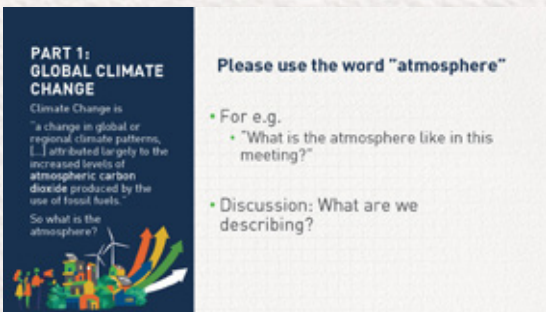 PART 1:
GLOBAL CLIMATE
CHANGE
Climate Change is
"a change in global or
regional climate patterns,
[...] attributed largely to the
increased levels of
atmospheric carbon
dioxide produced by the
use of fossil fuels."
So what is the
atmosphere?
Please use the word "atmosphere"
• For e.g.
• "What is the atmosphere like in this
meeting?"
• Discussion: What are we
describing?